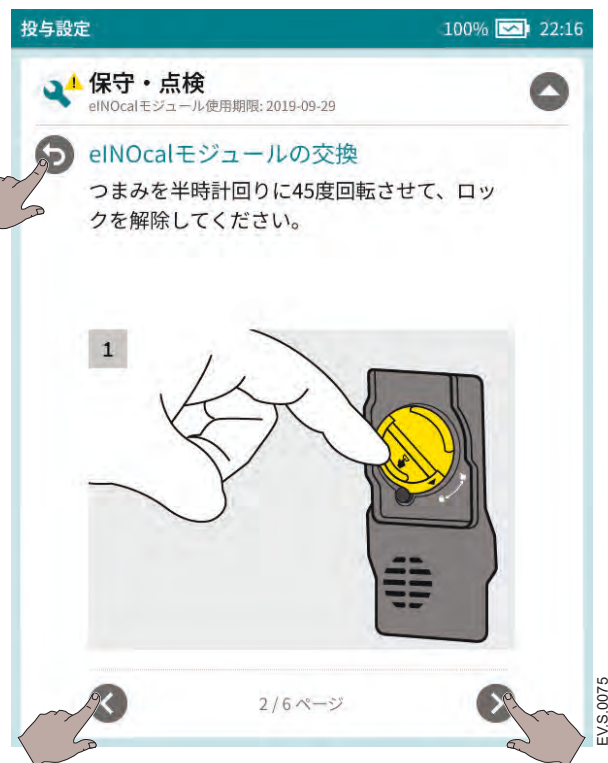 投与設定 100% 22:16
保守・点検
eINOcalモジュール使用期限: 2019-09-29
eINOcalモジュールの交換
つまみを半時計回りに45度回転させて、ロッ
クを解除してください。
1
2 / 6 ページ
EV.S.0075